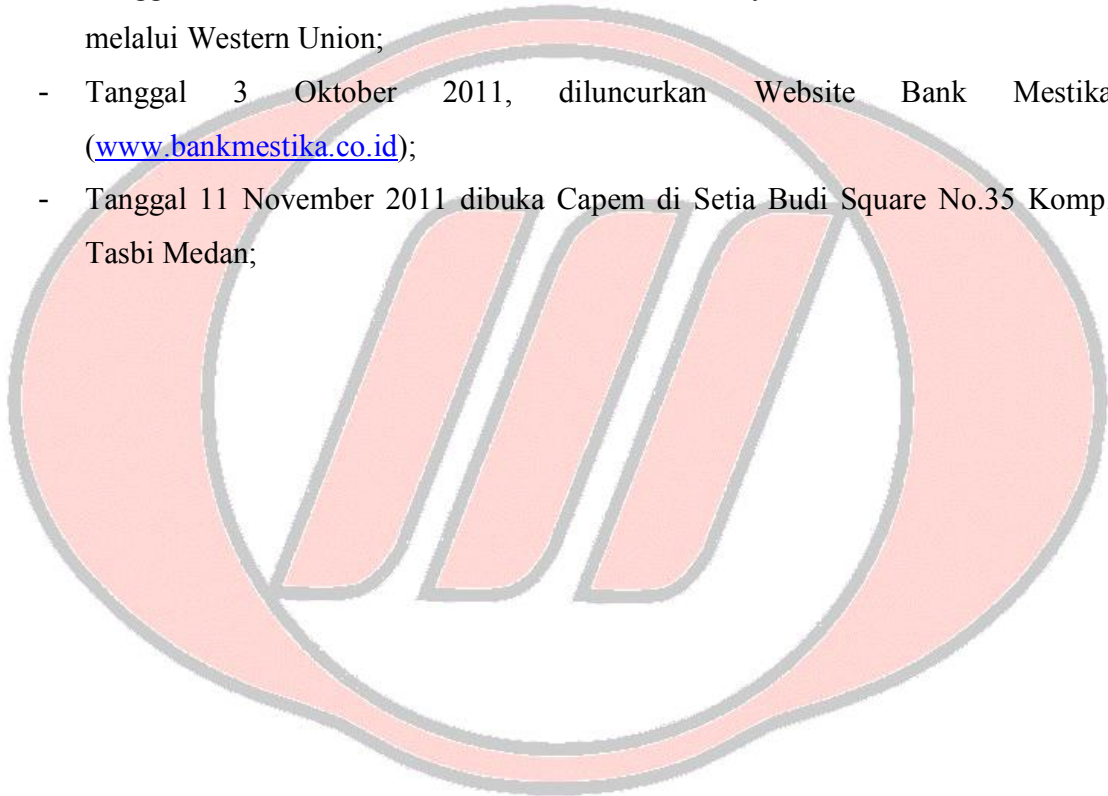 melalui Western Union;
- Tanggal 3 Oktober 2011, diluncurkan Website Bank Mestika
(www.bankmestika.co.id);
- Tanggal 11 November 2011 dibuka Capem di Setia Budi Square No.35 Komp.
Tasbi Medan;